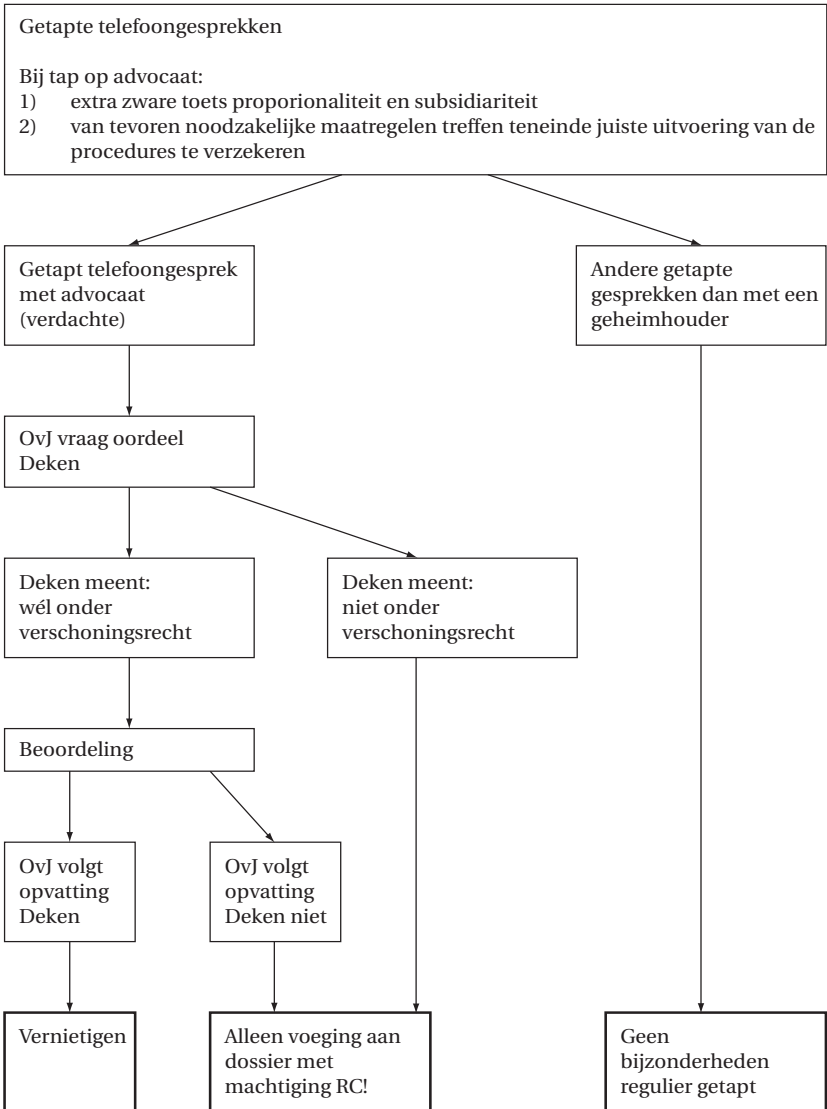 Getapte telefoongesprekken
Bij tap op advocaat:
1) extra zware toets proporionaliteit en subsidiariteit
2) van tevoren noodzakelijke maatregelen treffen teneinde juiste uitvoering van de
procedures te verzekeren
Getapt telefoongesprek
met advocaat
(verdachte)
Andere getapte
gesprekken dan met een
geheimhouder
OvJ vraag oordeel
Deken
Deken meent:
wél onder
verschoningsrecht
Deken meent:
niet onder
verschoningsrecht
Beoordeling
OvJ volgt
opvatting
Deken
OvJ volgt
opvatting
Deken niet
Vernietigen
Alleen voeging aan
dossier met
machtiging RC!
Geen
bijzonderheden
regulier getapt